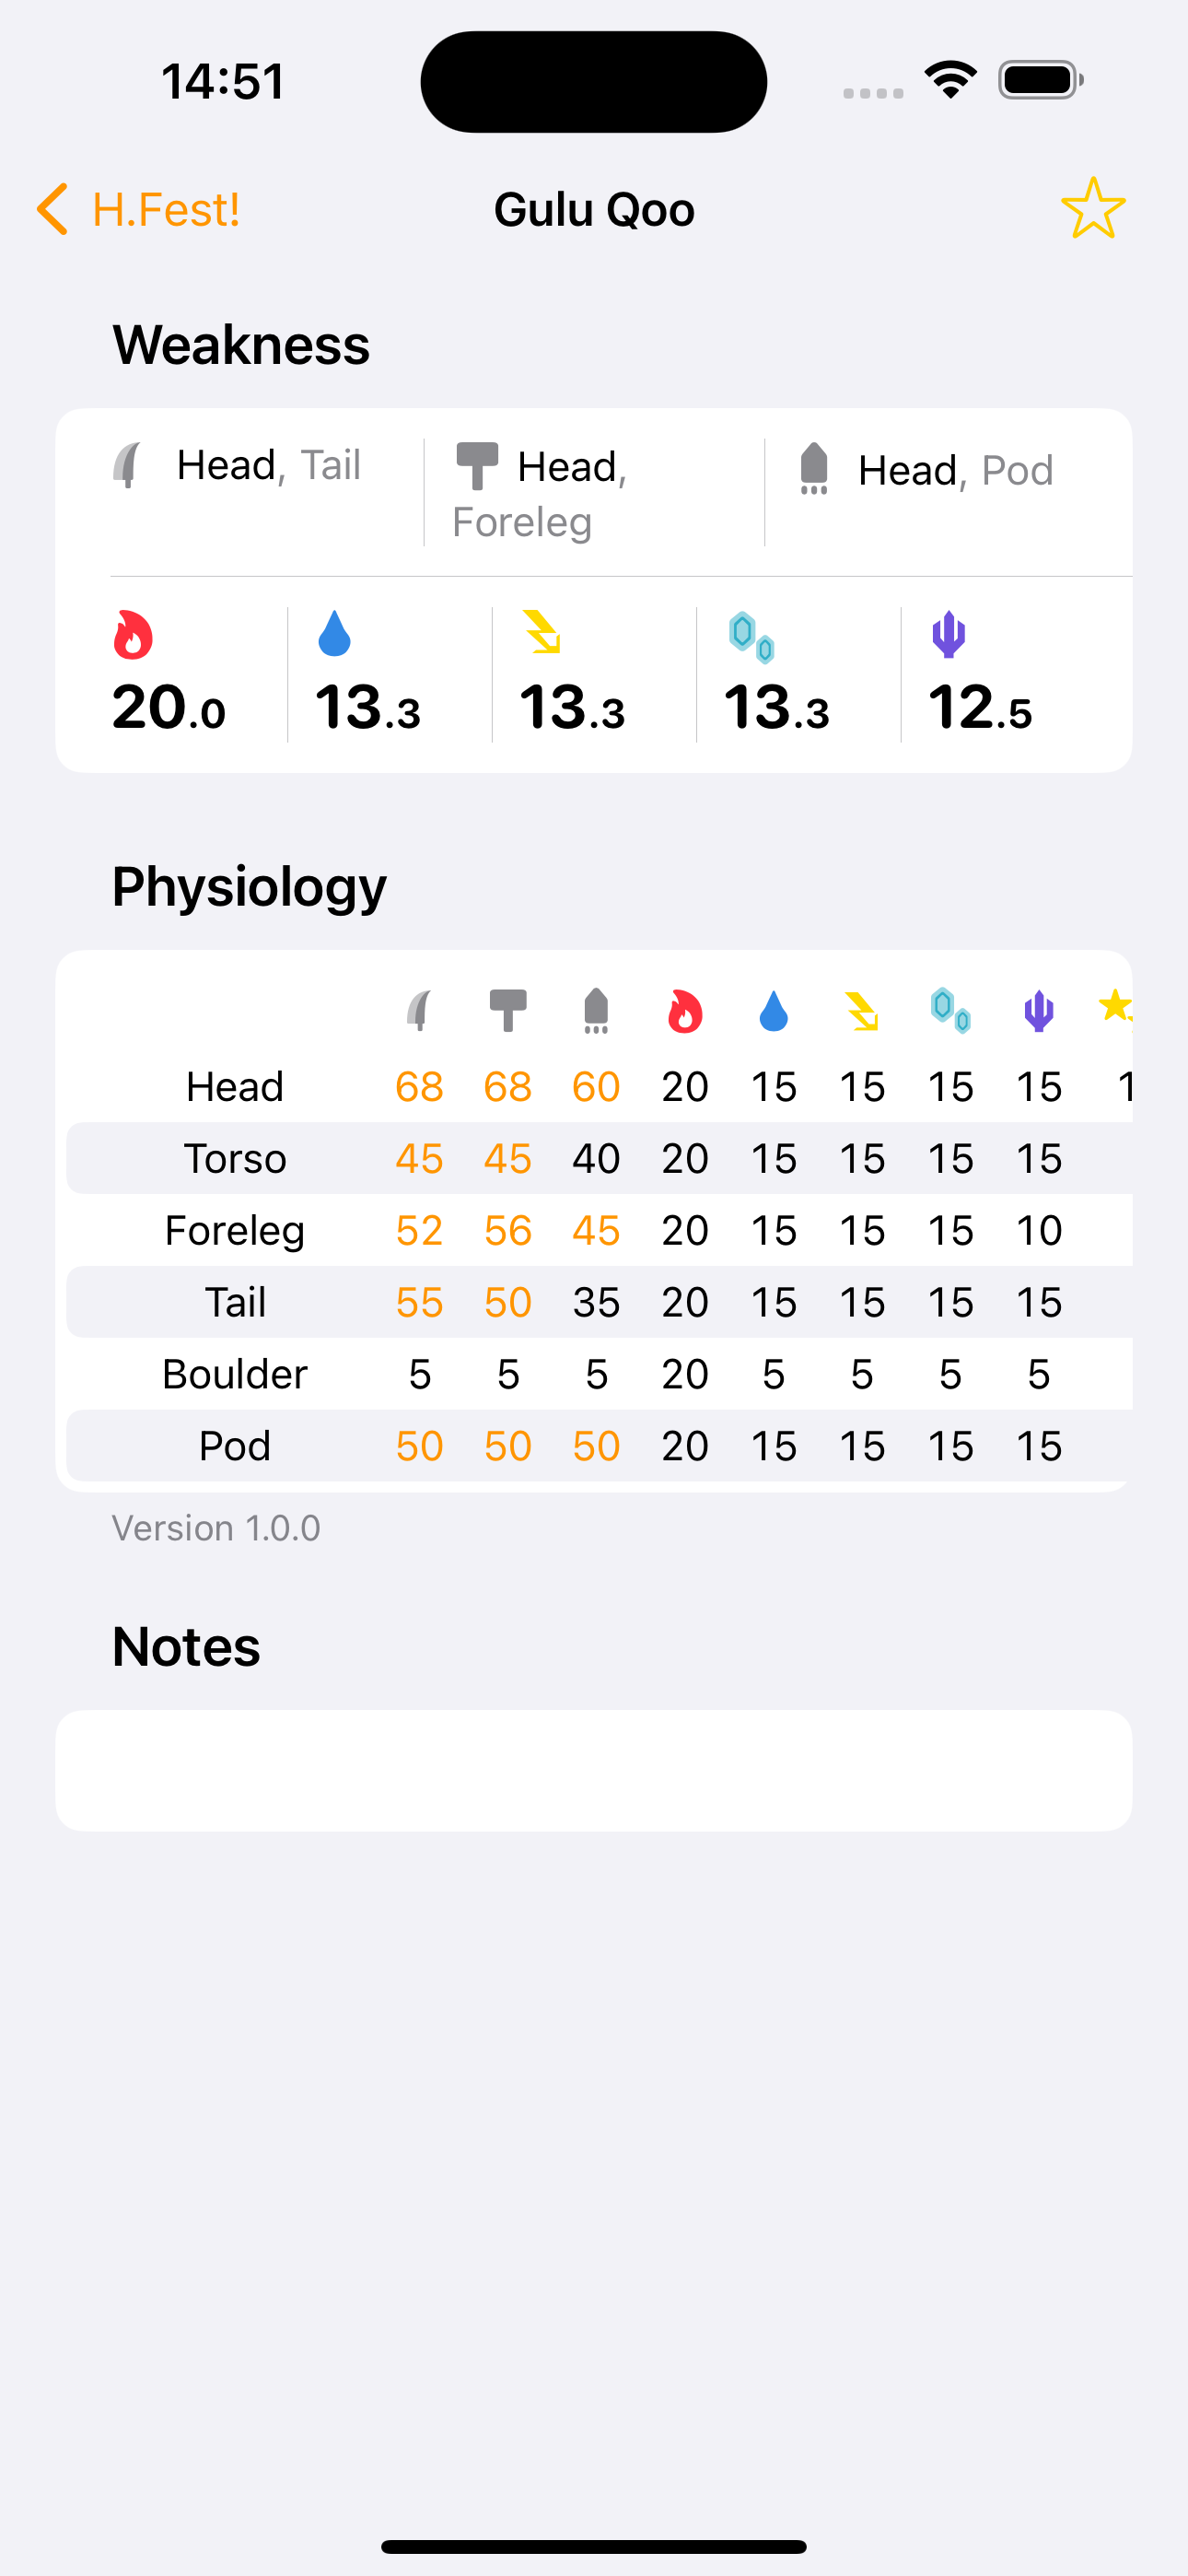 14:51
H.Fest!
Gulu Qoo
Weakness
Head, Tail
Head,
Foreleg
Head, Pod
20.0 13.3 13.3 13.3 12.5
Physiology
Head 68 68 60 20 15 15 15 15
Torso 45 45 40 20 15 15 15 15
Foreleg 52 56 45 20 15 15 15 10
Tail 55 50 35 20 15 15 15 15
Boulder 5 5 5 20 5 5 5 5
Pod 50 50 50 20 15 15 15 15
Version 1.0.0
Notes